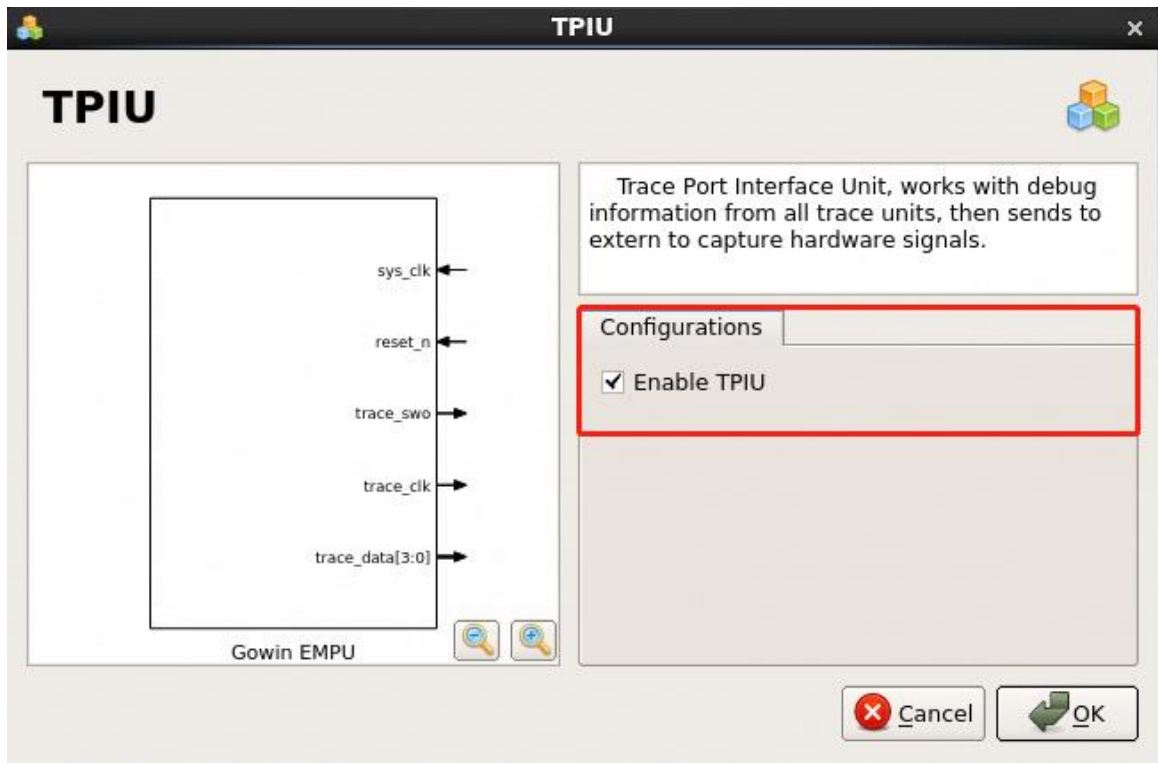 TPIU
TPIU
sys_clk
reset_n
trace_swo
trace_clk
trace_data[3:0]
Gowin EMPU
Trace Port Interface Unit, works with debug
information from all trace units, then sends to
extern to capture hardware signals.
Configurations
Enable TPIU
Cancel
OK